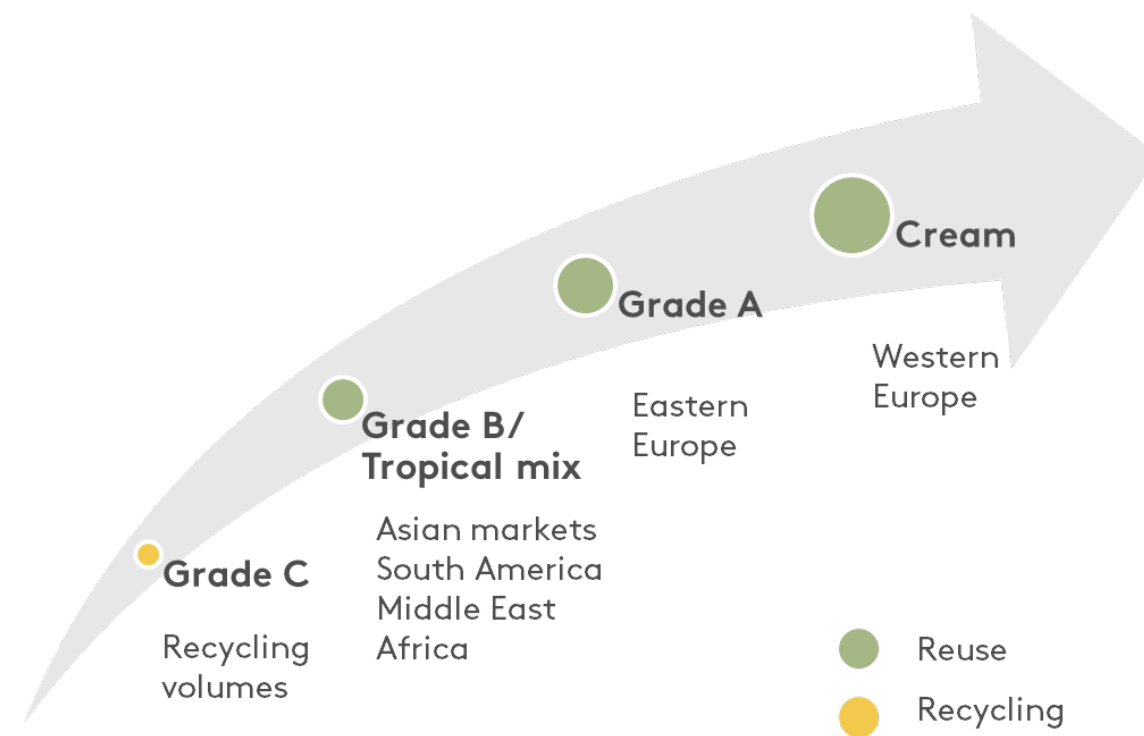 Cream
Western
Europe
Grade A
Eastern
Europe
Grade B/
Tropical mix
Asian markets
South America
Middle East
Africa
Grade C
Recycling
volumes
Reuse
Recycling